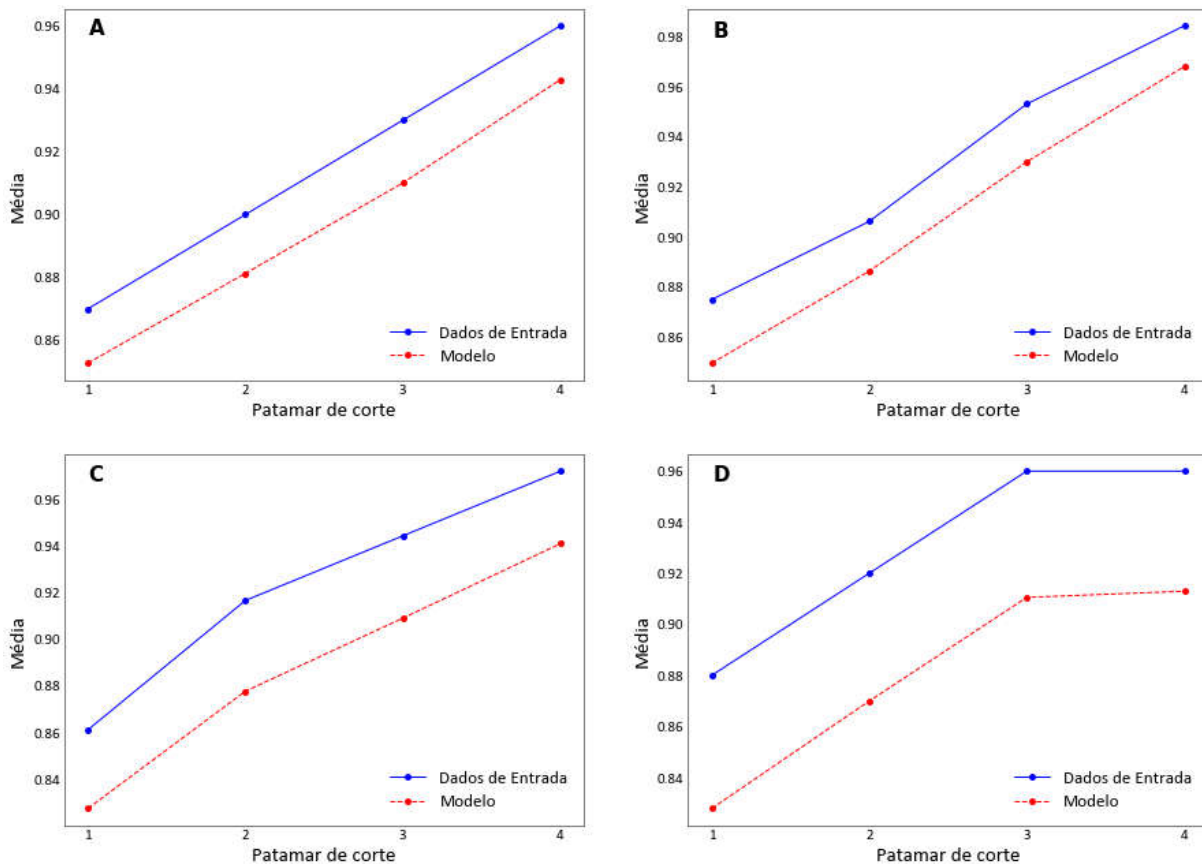 A
Média
0.96
0.94
0.92
0.90
0.88
0.86
Dados de Entrada
Modelo
1 2 3 4
Patamar de corte
B
Média
0.98
0.96
0.94
0.92
0.90
0.88
0.86
Dados de Entrada
Modelo
1 2 3 4
Patamar de corte
C
Média
0.96
0.94
0.92
0.90
0.88
0.86
0.84
Dados de Entrada
Modelo
1 2 3 4
Patamar de corte
D
Média
0.96
0.94
0.92
0.90
0.88
0.86
0.84
Dados de Entrada
Modelo
1 2 3 4
Patamar de corte